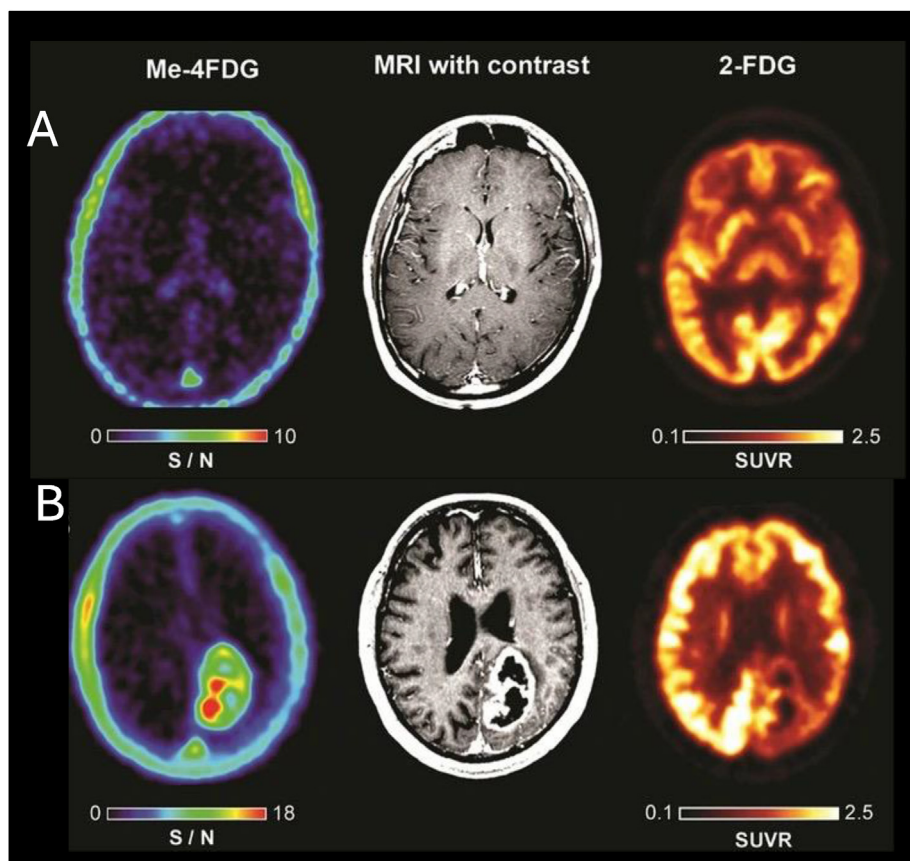 Me-4FDG
MRI with contrast
2-FDG
A
0
10
S / N
0.1
2.5
SUVR
B
0
18
S / N
0.1
2.5
SUVR